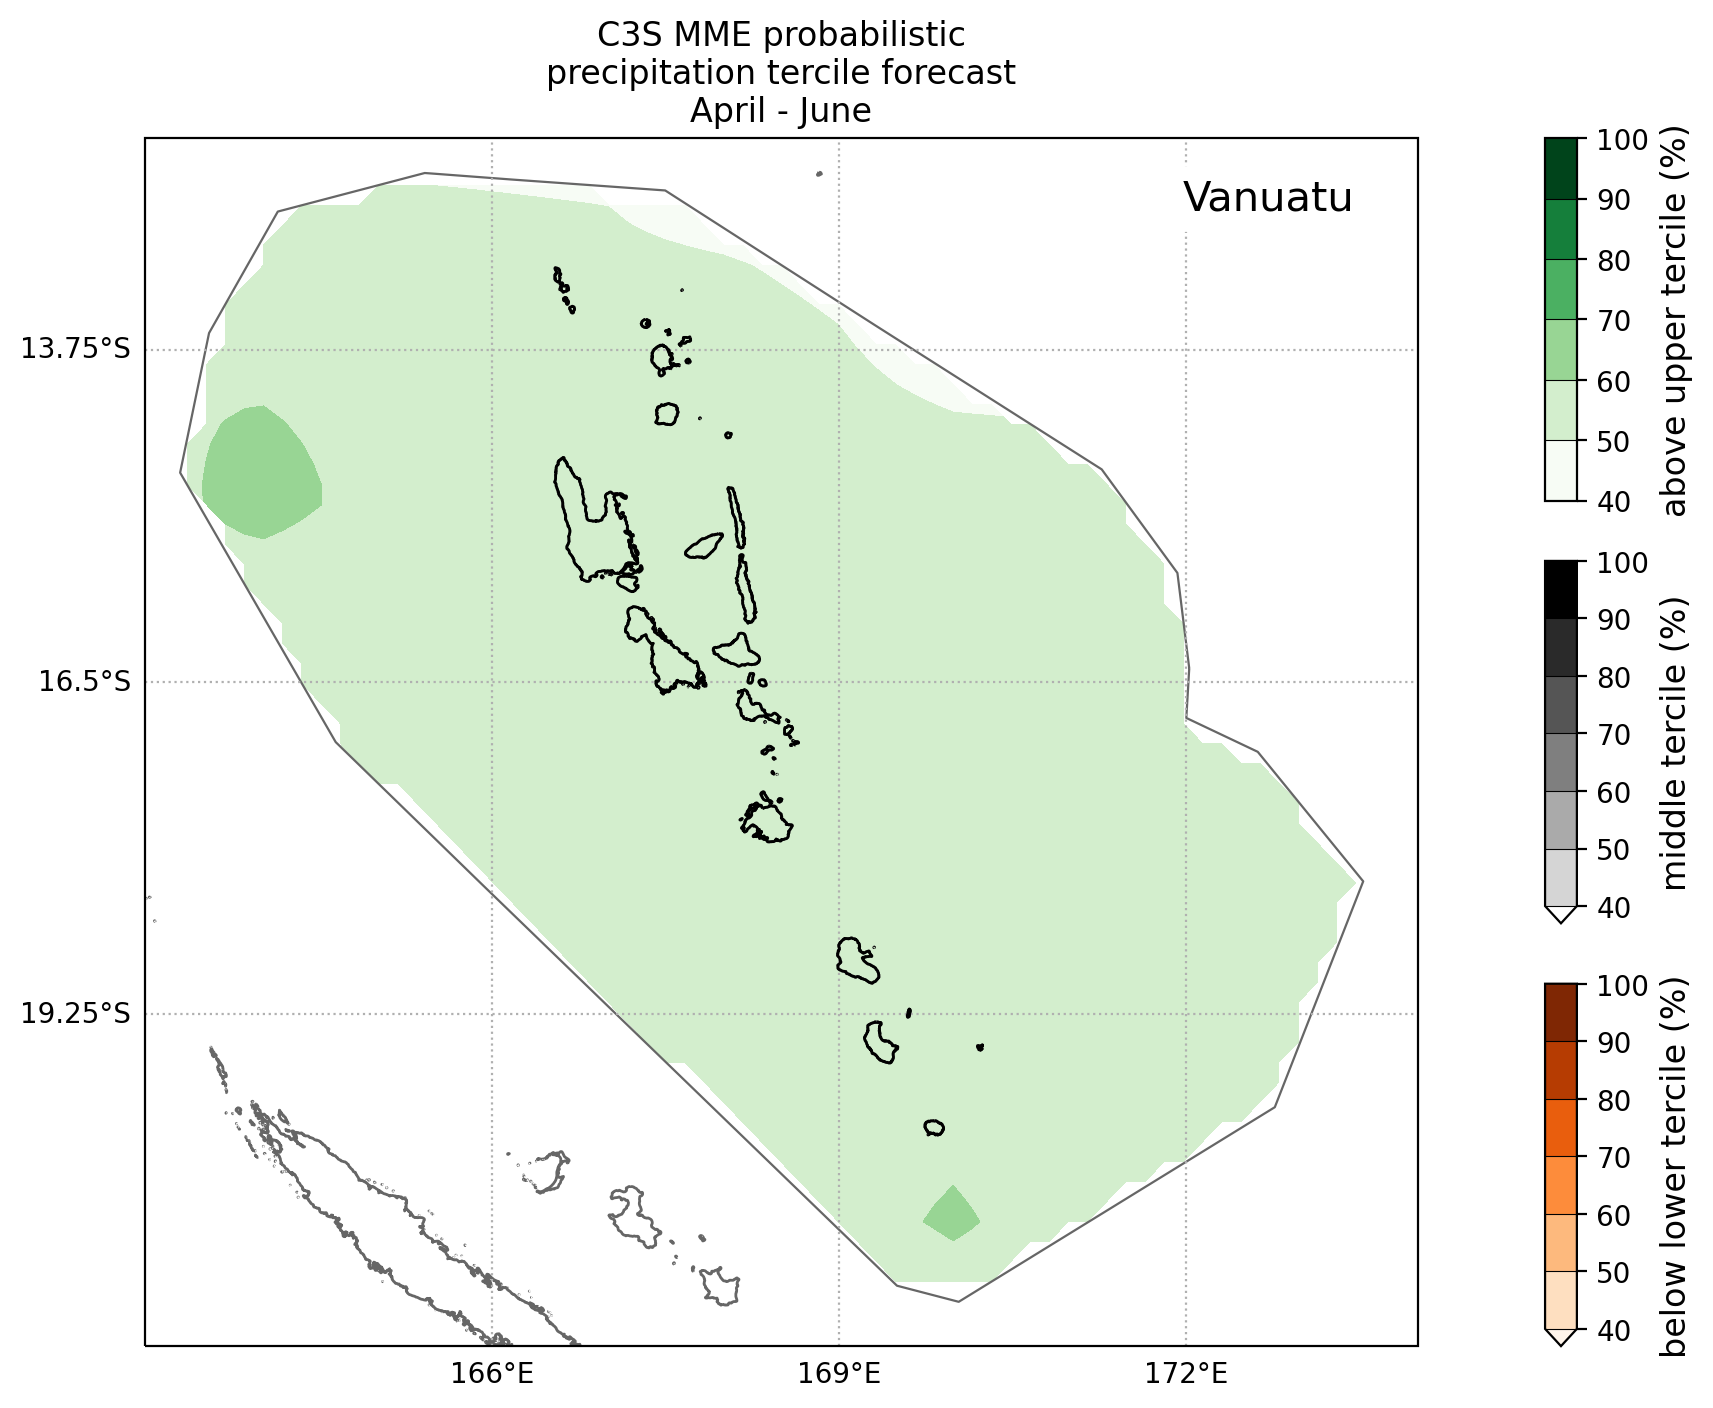 C3S MME probabilistic
precipitation tercile forecast
April - June
Vanuatu
13.75°S
16.5°S
19.25°S
166°E
169°E
172°E
100
90
80
70
60
50
40
above upper tercile (%)
100
90
80
70
60
50
40
middle tercile (%)
100
90
80
70
60
50
40
below lower tercile (%)